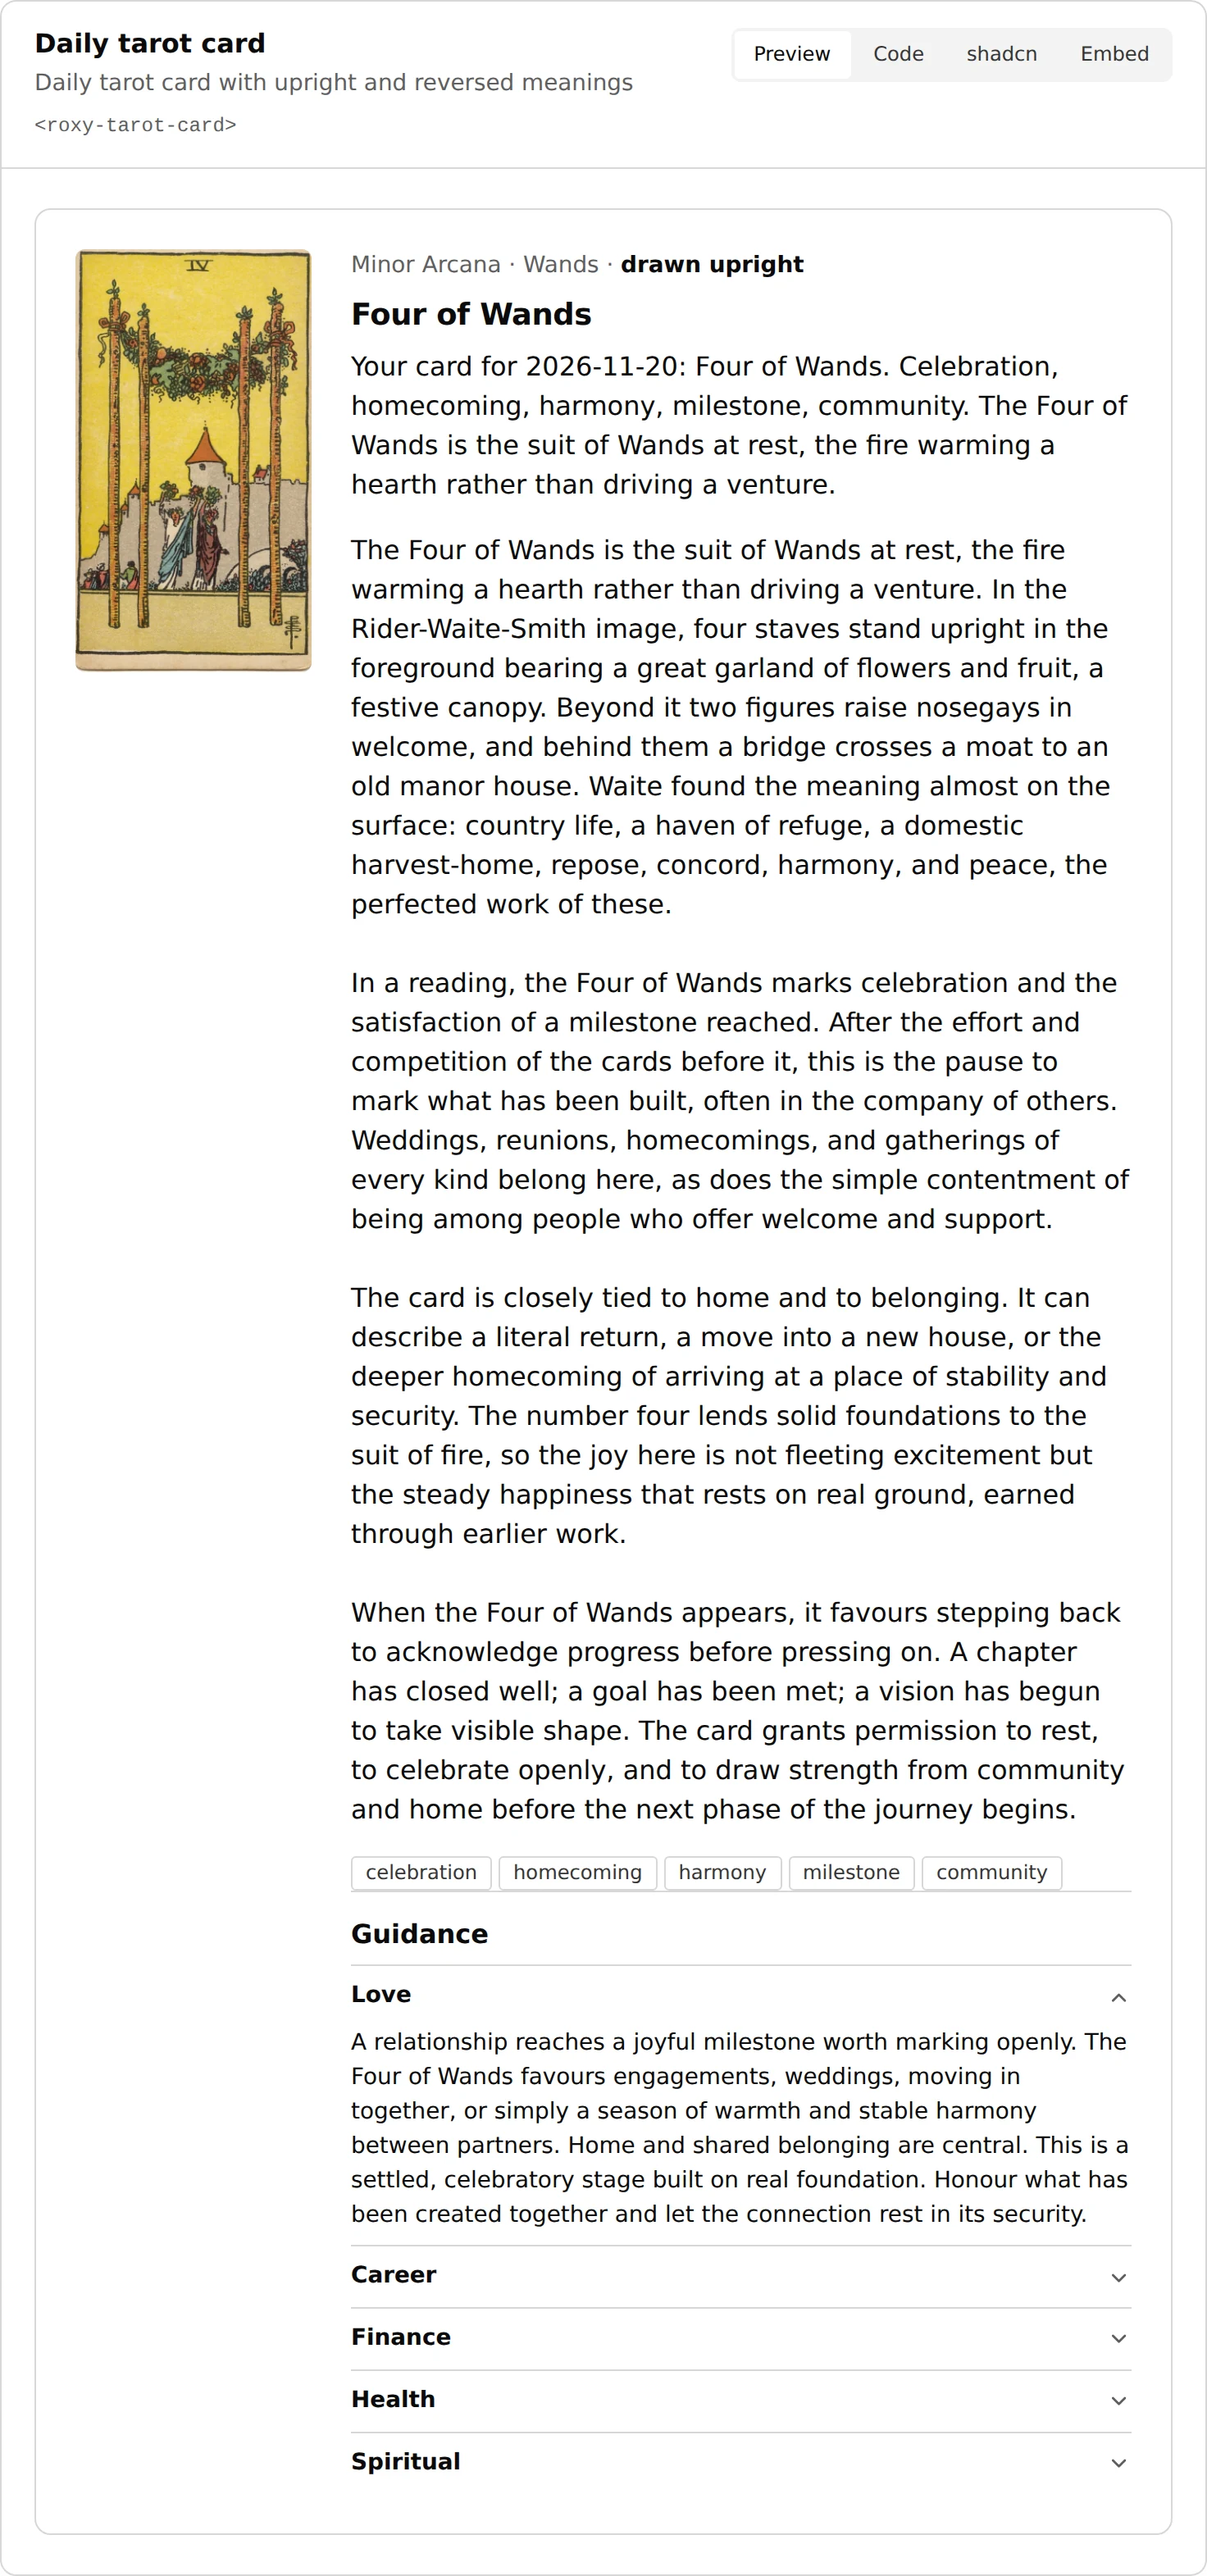 Daily tarot card
Daily tarot card with upright and reversed meanings
<roxy-tarot-card>
Preview
Code
shadcn
Embed
IV
Minor Arcana · Wands · drawn upright
Four of Wands
Your card for 2026-11-20: Four of Wands. Celebration,
homecoming, harmony, milestone, community. The Four of
Wands is the suit of Wands at rest, the fire warming a
hearth rather than driving a venture.
The Four of Wands is the suit of Wands at rest, the fire
warming a hearth rather than driving a venture. In the
Rider-Waite-Smith image, four staves stand upright in the
foreground bearing a great garland of flowers and fruit, a
festive canopy. Beyond it two figures raise nosegays in
welcome, and behind them a bridge crosses a moat to an
old manor house. Waite found the meaning almost on the
surface: country life, a haven of refuge, a domestic
harvest-home, repose, concord, harmony, and peace, the
perfected work of these.
In a reading, the Four of Wands marks celebration and the
satisfaction of a milestone reached. After the effort and
competition of the cards before it, this is the pause to
mark what has been built, often in the company of others.
Weddings, reunions, homecomings, and gatherings of
every kind belong here, as does the simple contentment of
being among people who offer welcome and support.
The card is closely tied to home and to belonging. It can
describe a literal return, a move into a new house, or the
deeper homecoming of arriving at a place of stability and
security. The number four lends solid foundations to the
suit of fire, so the joy here is not fleeting excitement but
the steady happiness that rests on real ground, earned
through earlier work.
When the Four of Wands appears, it favours stepping back
to acknowledge progress before pressing on. A chapter
has closed well; a goal has been met; a vision has begun
to take visible shape. The card grants permission to rest,
to celebrate openly, and to draw strength from community
and home before the next phase of the journey begins.
celebration
homecoming
harmony
milestone
community
Guidance
Love
A relationship reaches a joyful milestone worth marking openly. The
Four of Wands favours engagements, weddings, moving in
together, or simply a season of warmth and stable harmony
between partners. Home and shared belonging are central. This is a
settled, celebratory stage built on real foundation. Honour what has
been created together and let the connection rest in its security.
Career
Finance
Health
Spiritual